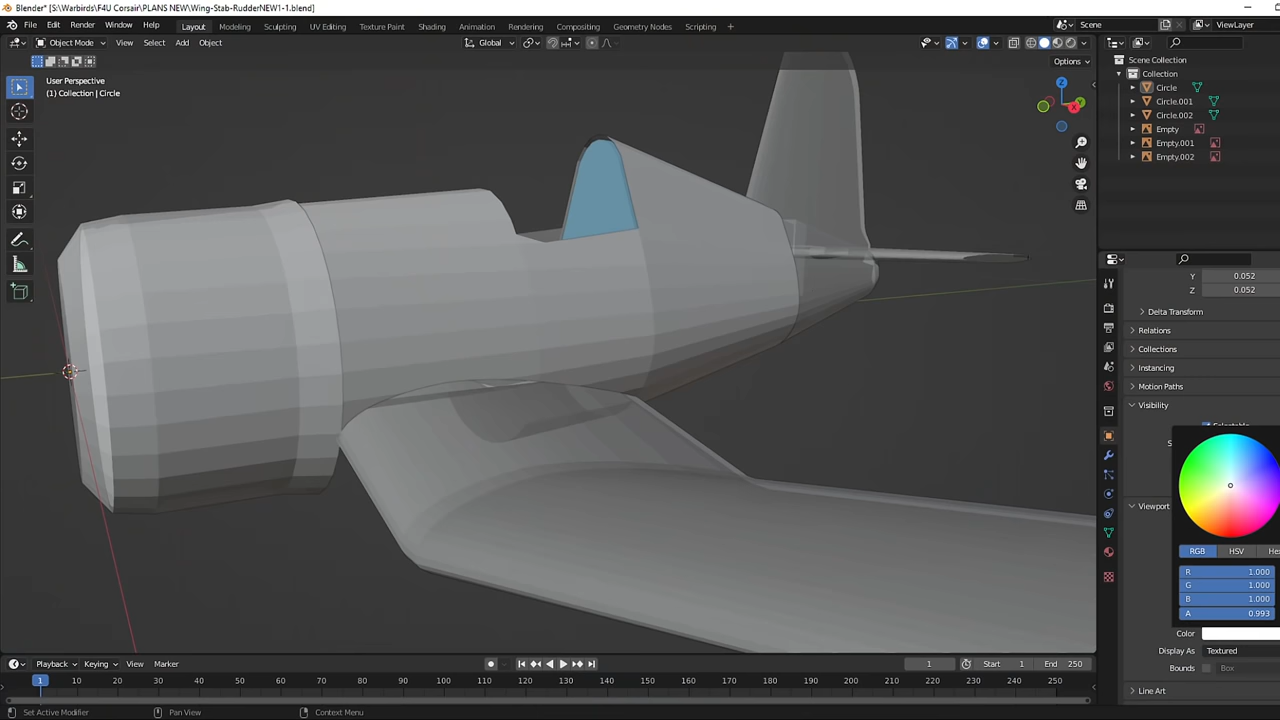 Blender* [S:\Warbirds\F4U Corsair\PLANS NEW\Wing-Stab-RudderNEW1-1.blend]
File Edit Render Window Help Layout Modeling Sculpting UV Editing Texture Paint Shading Animation Rendering Compositing Geometry Nodes Scripting + Scene ViewLayer
Object Mode View Select Add Object Global
Options
User Perspective
(1) Collection | Circle
Z
Y
X
Scene Collection
Collection
Circle
Circle.001
Circle.002
Empty
Empty.001
Empty.002
Y 0.052
Z 0.052
Delta Transform
Relations
Collections
Instancing
Motion Paths
Visibility
S
Viewport
RGB HSV
R 1.000
G 1.000
B 1.000
A 0.993
Color
Display As Textured
Bounds Box
Line Art
Playback Keying View Marker 1 Start 1 End 250
1 10 20 30 40 50 60 70 80 90 100 110 120 130 140 150 160 170 180 190 200 210 220 230 240 250
Set Active Modifier Pan View Context Menu